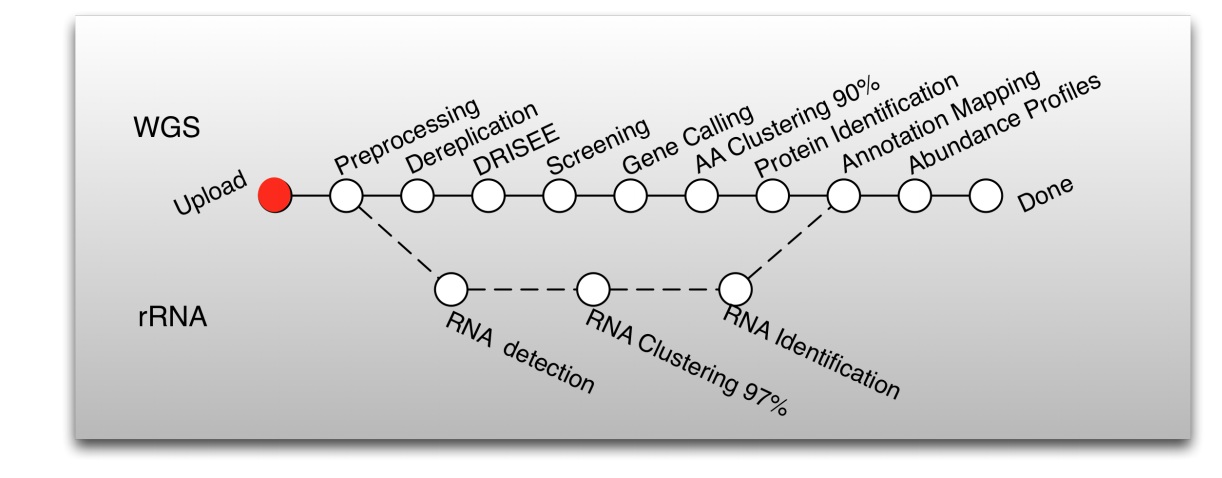 WGS
Upload
Preprocessing
Dereplication
DRISEE
Screening
Gene Calling
AA Clustering 90%
Protein Identification
Annotation Mapping
Abundance Profiles
Done
rRNA
RNA detection
RNA Clustering 97%
RNA Identification